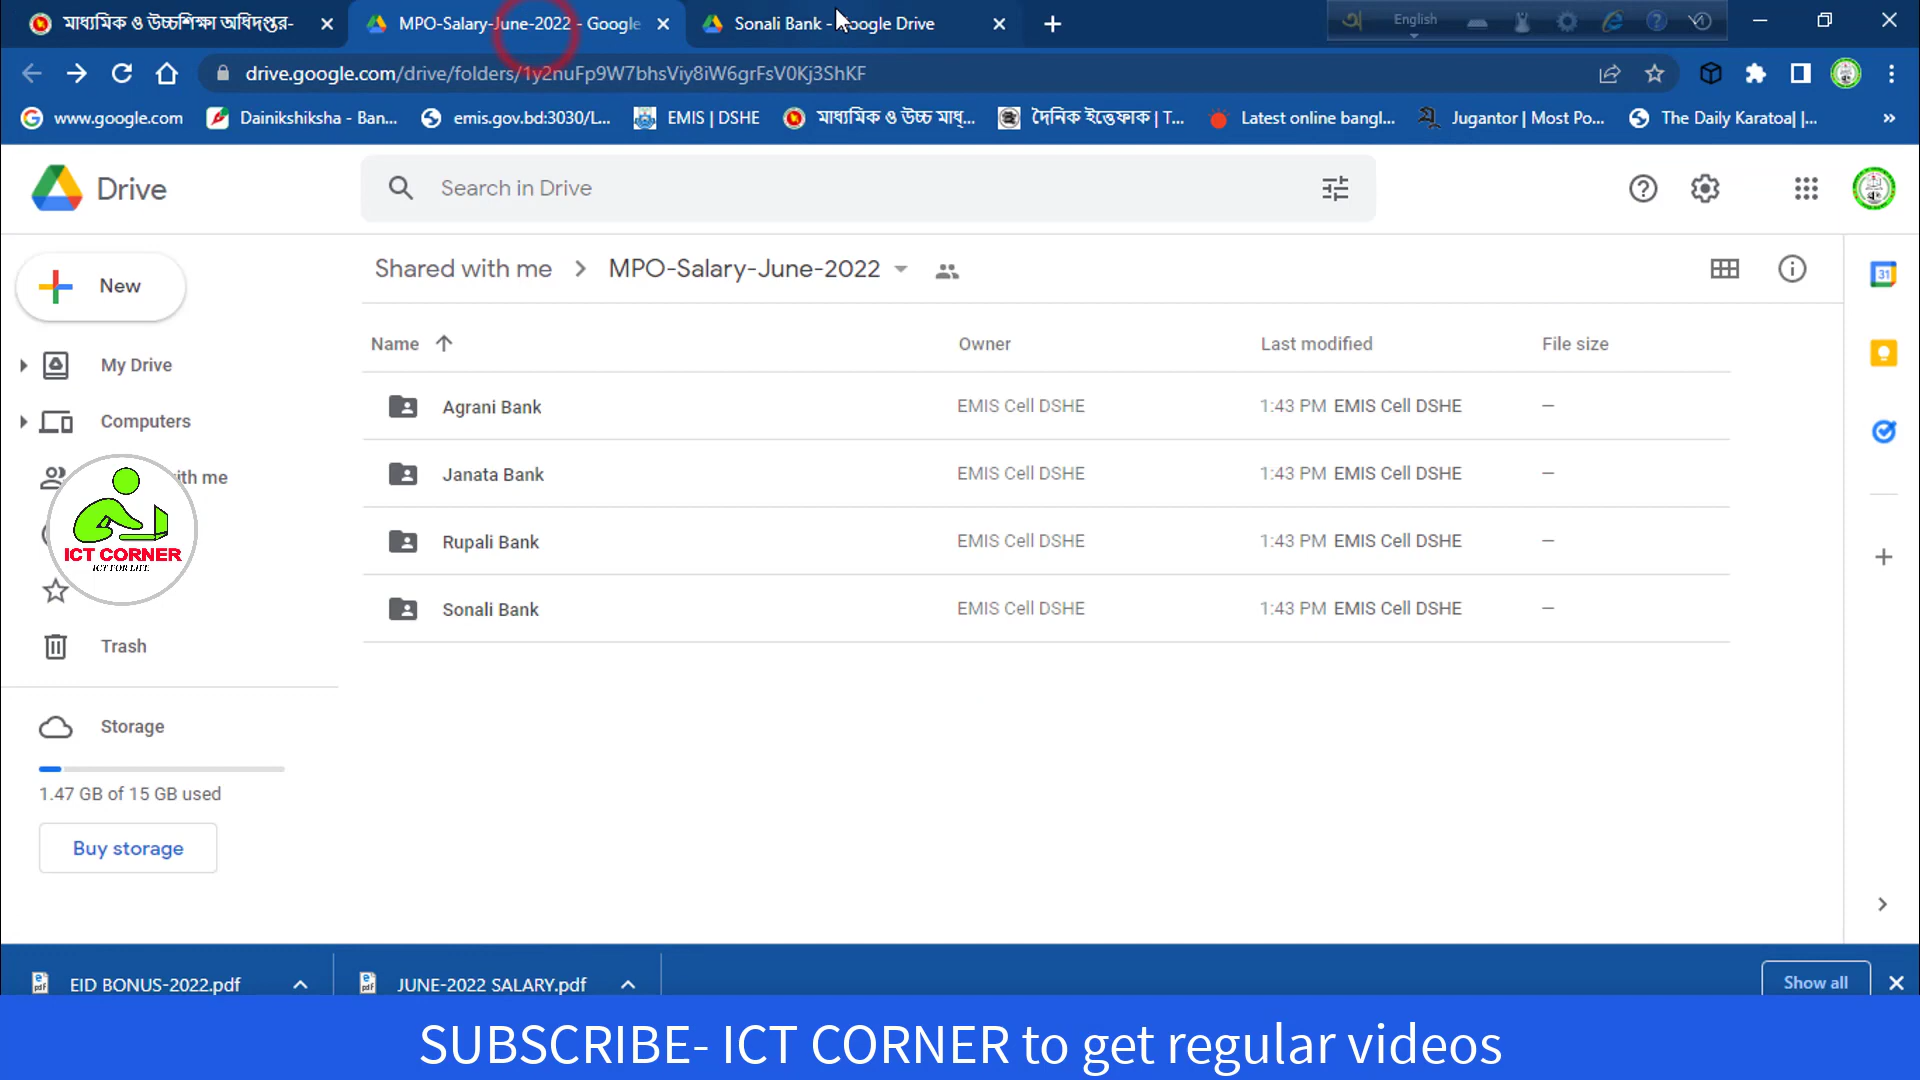 মাধ্যমিক ও উচ্চশিক্ষা অধিদপ্তর-
MPO-Salary-June-2022 - Google
Sonali Bank - Google Drive
English
drive.google.com/drive/folders/1y2nuFp9W7bhsViy8iW6grFsV0Kj3ShKF
www.google.com
Dainikshiksha - Ban...
emis.gov.bd:3030/L...
EMIS | DSHE
মাধ্যমিক ও উচ্চ মাধ্...
দৈনিক ইত্তেফাক | T...
Latest online bangl...
Jugantor | Most Po...
The Daily Karatoa| |...
Drive
Search in Drive
New
Shared with me
MPO-Salary-June-2022
Name
Owner
Last modified
File size
My Drive
Agrani Bank
EMIS Cell DSHE
1:43 PM EMIS Cell DSHE
–
Computers
Janata Bank
EMIS Cell DSHE
1:43 PM EMIS Cell DSHE
–
ith me
Rupali Bank
EMIS Cell DSHE
1:43 PM EMIS Cell DSHE
–
ICT CORNER
ICT FOR LIFE
Sonali Bank
EMIS Cell DSHE
1:43 PM EMIS Cell DSHE
–
Trash
Storage
1.47 GB of 15 GB used
Buy storage
EID BONUS-2022.pdf
JUNE-2022 SALARY.pdf
Show all
SUBSCRIBE- ICT CORNER to get regular videos